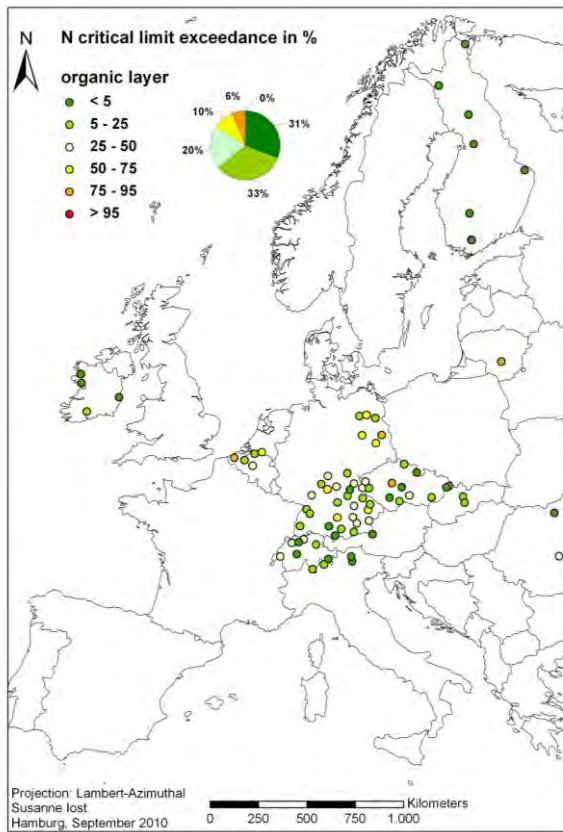 N
N critical limit exceedance in %
organic layer
< 5
5 - 25
25 - 50
50 - 75
75 - 95
> 95
6%
0%
10%
31%
20%
33%
Projection: Lambert-Azimuthal
Susanne Iost
Hamburg, September 2010
Kilometers
0 250 500 750 1.000